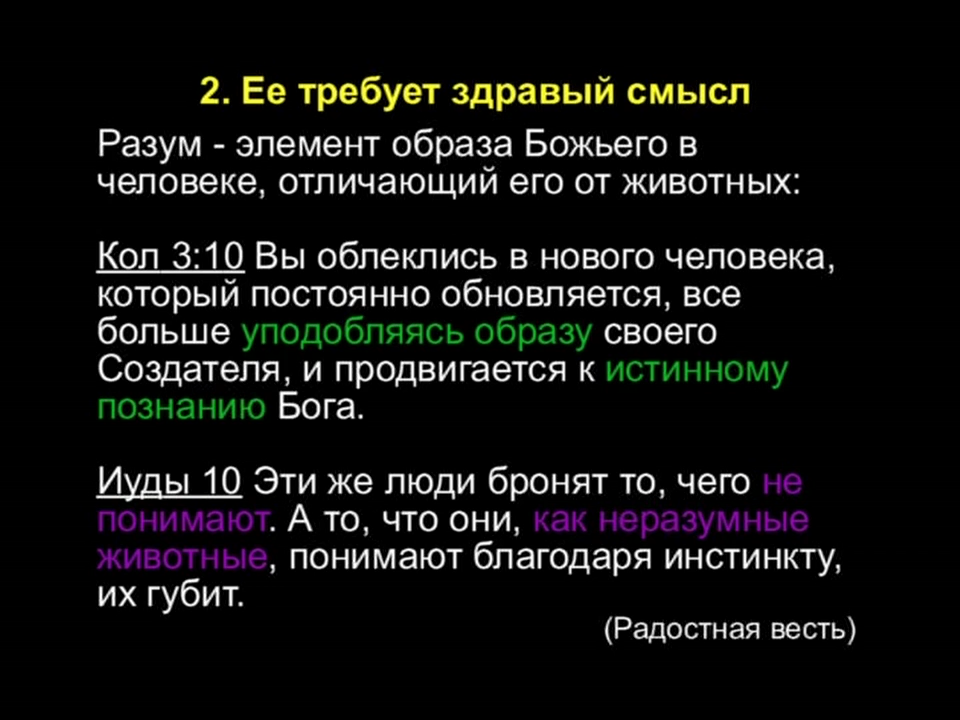 2. Ее требует здравый смысл
Разум - элемент образа Божьего в
человеке, отличающий его от животных:
Кол 3:10 Вы облеклись в нового человека,
который постоянно обновляется, все
больше уподобляясь образу своего
Создателя, и продвигается к истинному
познанию Бога.
Иуды 10 Эти же люди бронят то, чего не
понимают. А то, что они, как неразумные
животные, понимают благодаря инстинкту,
их губит.
(Радостная весть)